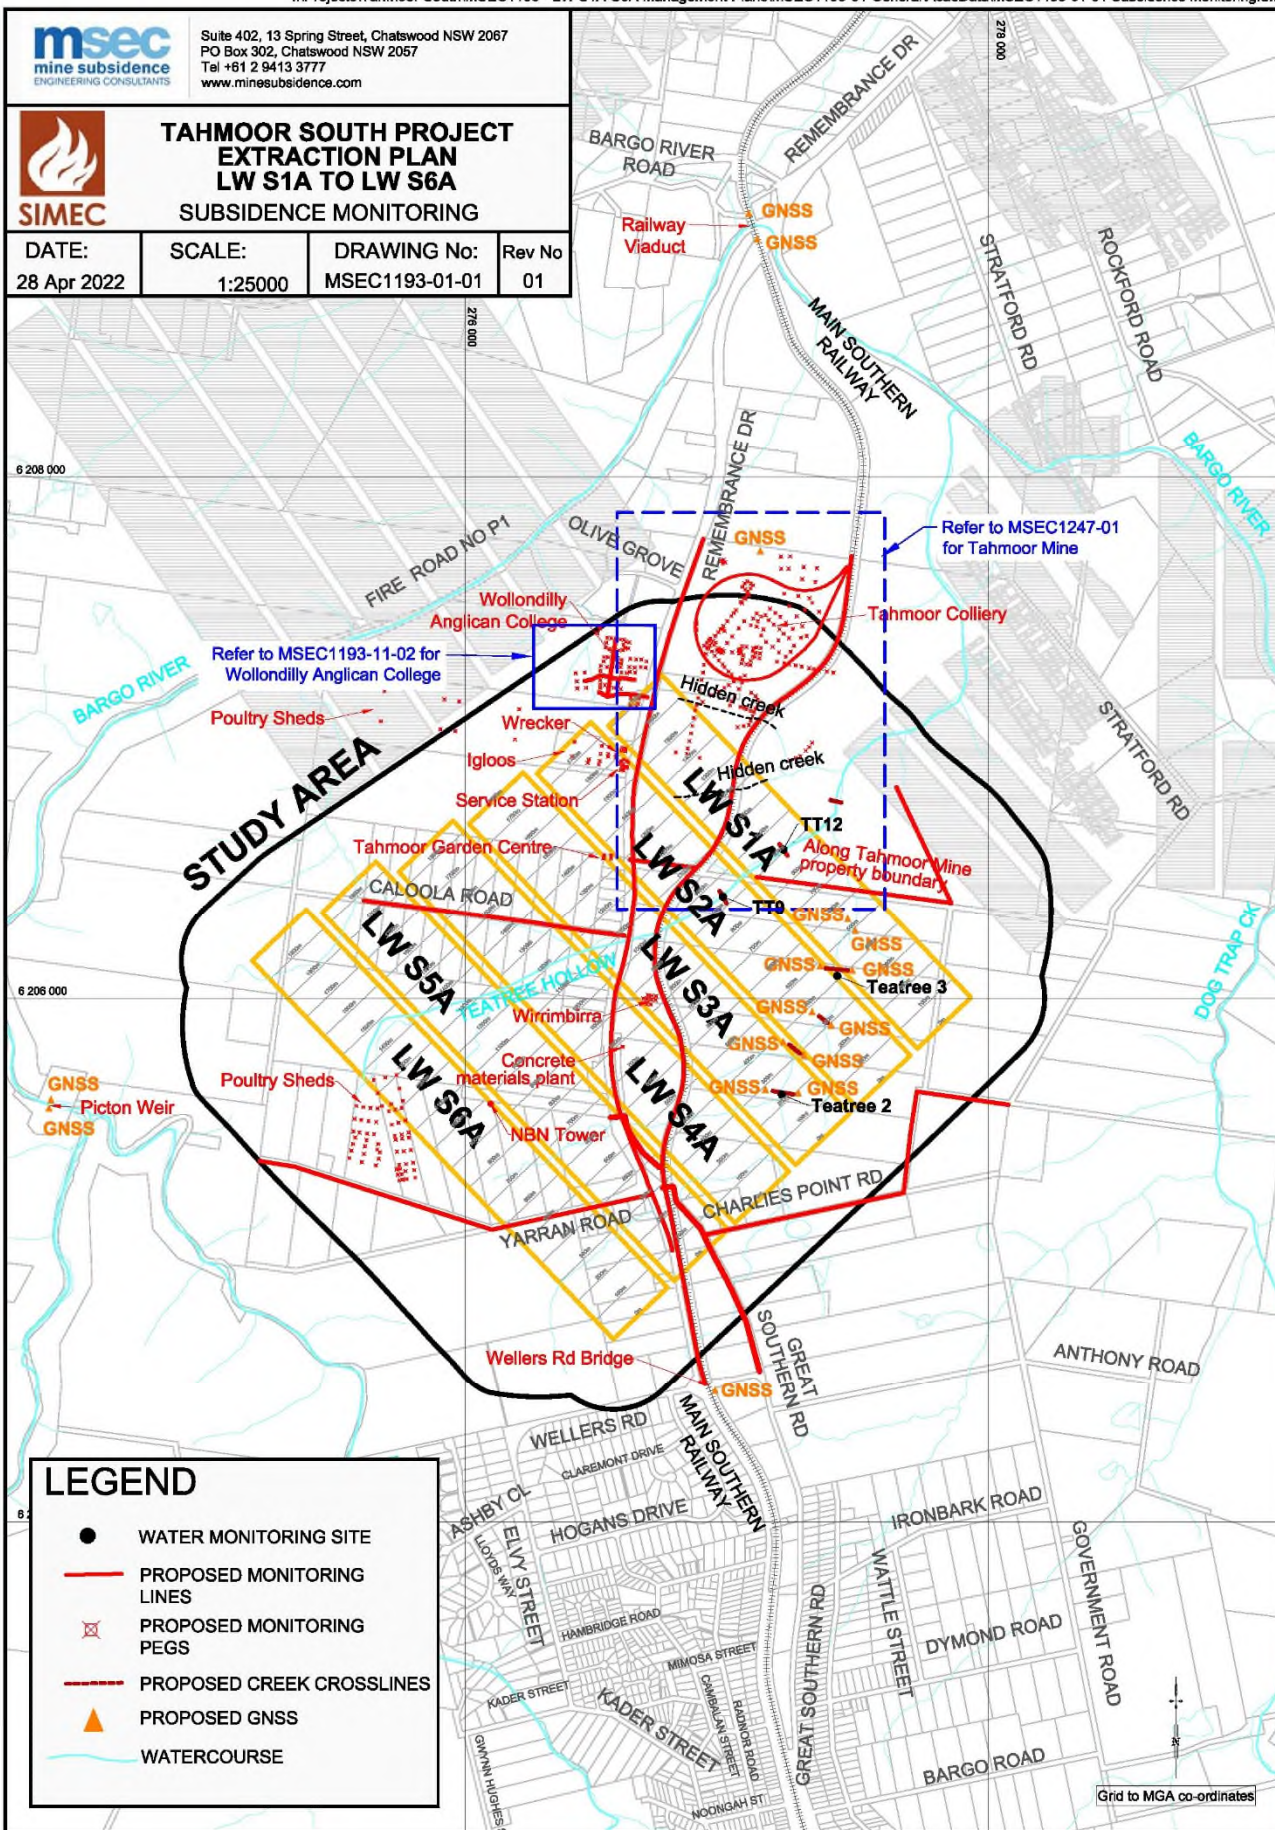 msec
mine subsidence
ENGINEERING CONSULTANTS
Suite 402, 13 Spring Street, Chatswood NSW 2067
PO Box 302, Chatswood NSW 2057
Tel +61 2 9413 3777
www.minesubsidence.com
SIMEC
TAHMOOR SOUTH PROJECT
EXTRACTION PLAN
LW S1A TO LW S6A
SUBSIDENCE MONITORING
DATE:
28 Apr 2022
SCALE:
1:25000
DRAWING No:
MSEC1193-01-01
Rev No
01
278 000
REMEMBRANCE DR
BARGO RIVER
ROAD
Railway
Viaduct
GNSS
GNSS
STRATFORD RD
ROCKFORD ROAD
276 000
MAIN SOUTHERN
RAILWAY
REMEMBRANCE DR
BARGO RIVER
6 208 000
FIRE ROAD NO P1
OLIVE GROVE
GNSS
Refer to MSEC1247-01
for Tahmoor Mine
Wollondilly
Anglican College
Tahmoor Colliery
Refer to MSEC1193-11-02 for
Wollondilly Anglican College
BARGO RIVER
Poultry Sheds
Hidden creek
Wrecker
Igloos
Hidden creek
STRATFORD RD
STUDY AREA
Service Station
LW S1A
TT12
Tahmoor Garden Centre
Along Tahmoor Mine
property boundary
LW S2A
CALOOLA ROAD
TT9
GNSS
GNSS
LW S5A
LW S3A
GNSS
GNSS
Teatree 3
DOG TRAP CK
6 206 000
TEATREE HOLLOW
Wirrimbirra
GNSS
GNSS
GNSS
GNSS
Concrete
materials plant
LW S6A
LW S4A
Poultry Sheds
GNSS
GNSS
Teatree 2
GNSS
Picton Weir
GNSS
NBN Tower
CHARLIES POINT RD
YARRAN ROAD
Wellers Rd Bridge
GNSS
GREAT
SOUTHERN RD
ANTHONY ROAD
MAIN SOUTHERN
RAILWAY
WELLERS RD
CLAREMONT DRIVE
ASHBY CL
HOGANS DRIVE
LLOYDS WAY
ELVY STREET
IRONBARK ROAD
GOVERNMENT ROAD
WATTLE STREET
HAMBRIDGE ROAD
DYMOND ROAD
MIMOSA STREET
KADER STREET
KADER STREET
CAMBALAN STREET
RADNOR ROAD
GREAT SOUTHERN RD
GWYNN HUGHES
NOONGAH ST
BARGO ROAD
LEGEND
WATER MONITORING SITE
PROPOSED MONITORING
LINES
PROPOSED MONITORING
PEGS
PROPOSED CREEK CROSSLINES
PROPOSED GNSS
WATERCOURSE
N
Grid to MGA co-ordinates